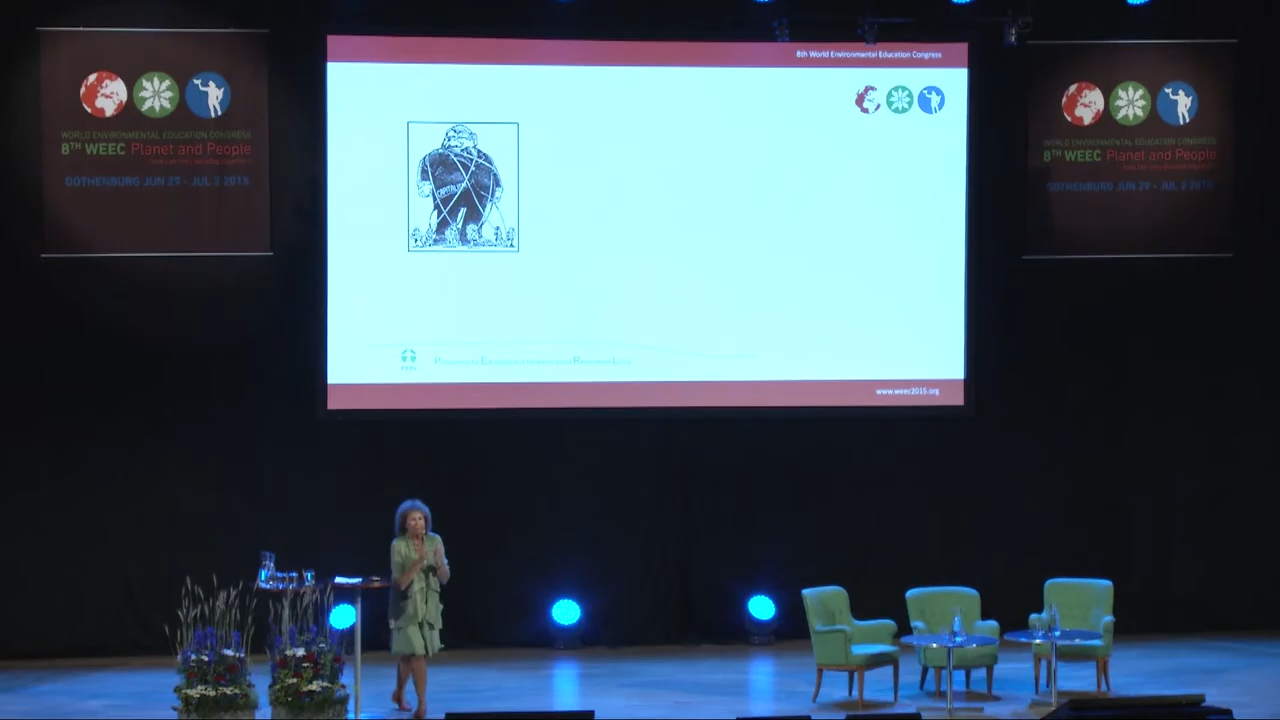 8th World Environmental Education Congress
WORLD ENVIRONMENTAL EDUCATION CONGRESS
8TH WEEC Planet and People
GOTHENBURG JUN 29 - JUL 2 2015
WORLD ENVIRONMENTAL EDUCATION CONGRESS
8TH WEEC Planet and People
GOTHENBURG JUN 29 - JUL 2 2015
CAPITALISM
www.weec2015.org